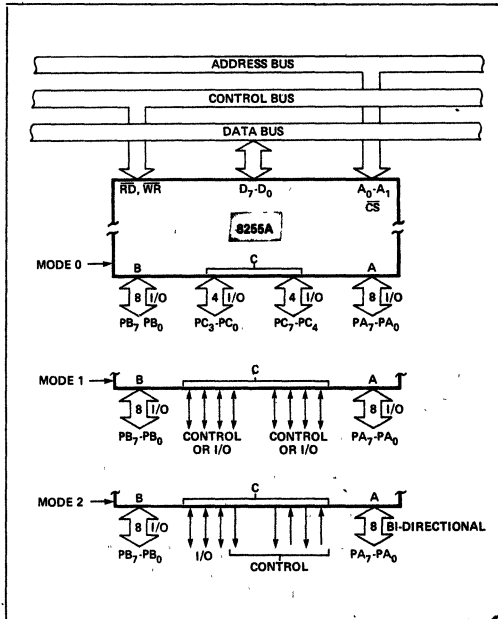 ADDRESS BUS
CONTROL BUS
DATA BUS
RD, WR D7-D0 A0-A1
CS
8255A
MODE 0 B C A
8 I/O 4 I/O 4 I/O 8 I/O
PB7 PB0 PC3-PC0 PC7-PC4 PA7-PA0
MODE 1 B C A
8 I/O 8 I/O
PB7-PB0 CONTROL OR I/O CONTROL OR I/O PA7-PA0
MODE 2 B C A
8 I/O 8 BI-DIRECTIONAL
PB7-PB0 I/O PA7-PA0
CONTROL